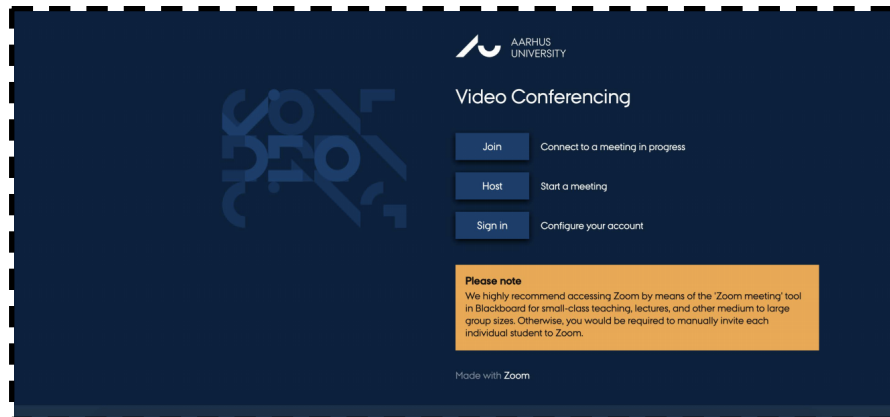 AARHUS
UNIVERSITY
Video Conferencing
Join Connect to a meeting in progress
Host Start a meeting
Sign in Configure your account
Please note
We highly recommend accessing Zoom by means of the 'Zoom meeting' tool
in Blackboard for small-class teaching, lectures, and other medium to large
group sizes. Otherwise, you would be required to manually invite each
individual student to Zoom.
Made with Zoom